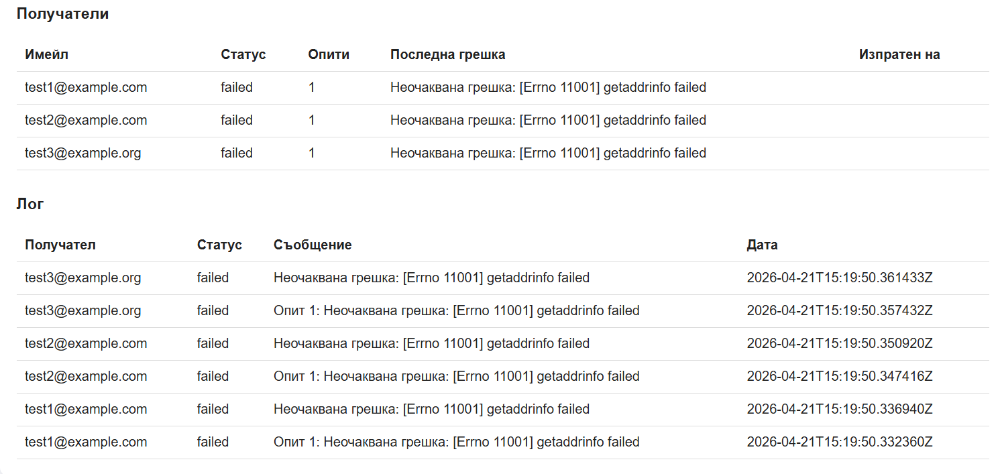 Получатели
Имейл Статус Опити Последна грешка Изпратен на
test1@example.com failed 1 Неочаквана грешка: [Errno 11001] getaddrinfo failed
test2@example.com failed 1 Неочаквана грешка: [Errno 11001] getaddrinfo failed
test3@example.org failed 1 Неочаквана грешка: [Errno 11001] getaddrinfo failed
Лог
Получател Статус Съобщение Дата
test3@example.org failed Неочаквана грешка: [Errno 11001] getaddrinfo failed 2026-04-21T15:19:50.361433Z
test3@example.org failed Опит 1: Неочаквана грешка: [Errno 11001] getaddrinfo failed 2026-04-21T15:19:50.357432Z
test2@example.com failed Неочаквана грешка: [Errno 11001] getaddrinfo failed 2026-04-21T15:19:50.350920Z
test2@example.com failed Опит 1: Неочаквана грешка: [Errno 11001] getaddrinfo failed 2026-04-21T15:19:50.347416Z
test1@example.com failed Неочаквана грешка: [Errno 11001] getaddrinfo failed 2026-04-21T15:19:50.336940Z
test1@example.com failed Опит 1: Неочаквана грешка: [Errno 11001] getaddrinfo failed 2026-04-21T15:19:50.332360Z